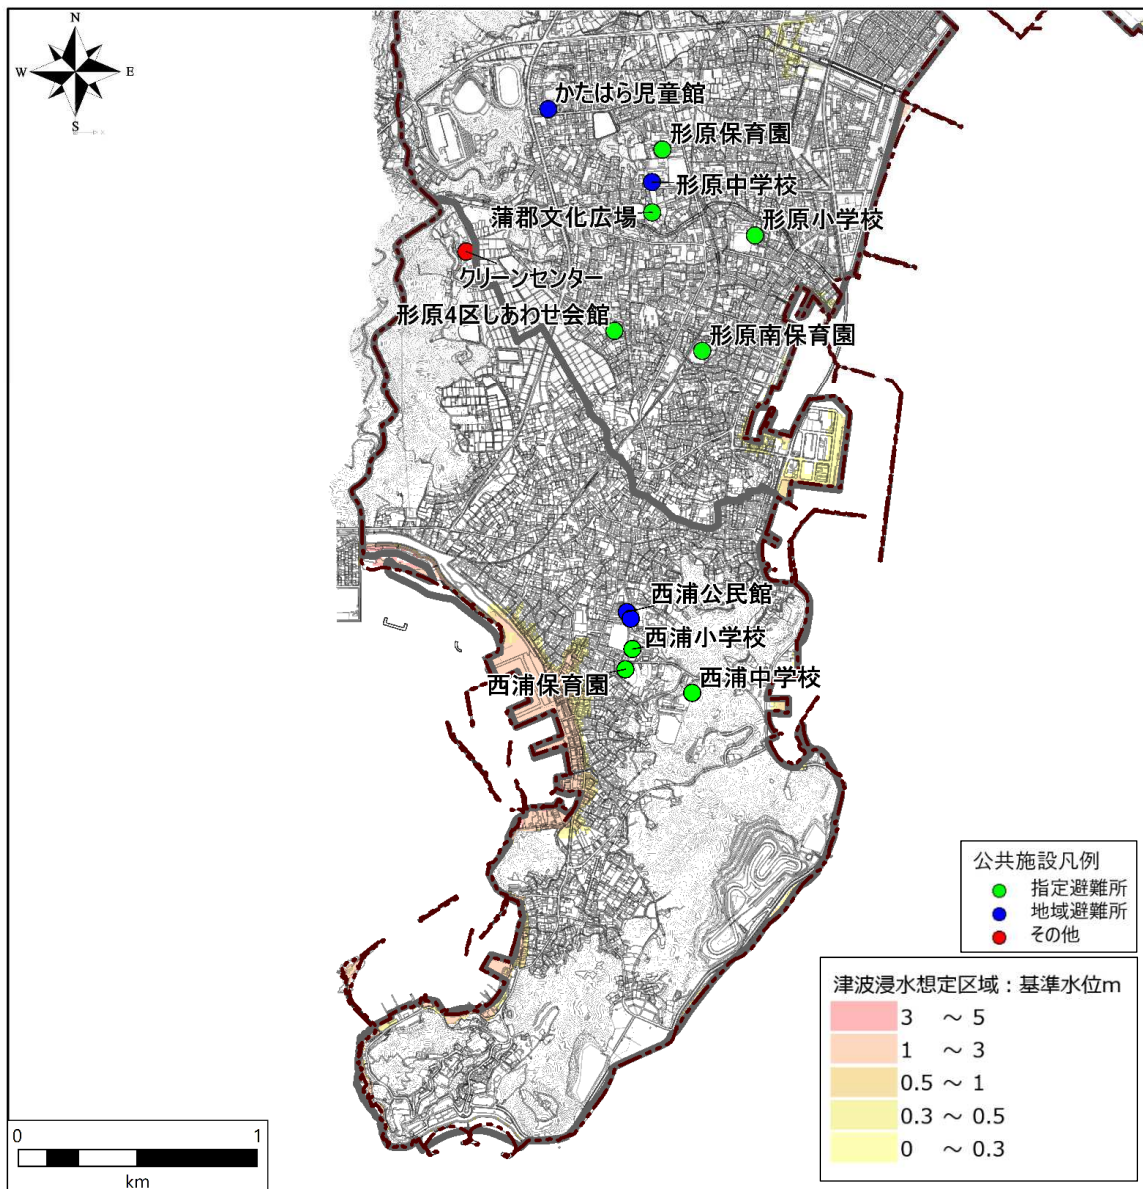 N
W
E
S
かたはら児童館
形原保育園
形原中学校
蒲郡文化広場
形原小学校
クリーンセンター
形原4区しあわせ会館
形原南保育園
西浦公民館
西浦小学校
西浦保育園
西浦中学校
公共施設凡例
指定避難所
地域避難所
その他
津波浸水想定区域：基準水位m
3 ～ 5
1 ～ 3
0.5 ～ 1
0.3 ～ 0.5
0 ～ 0.3
0 1
km